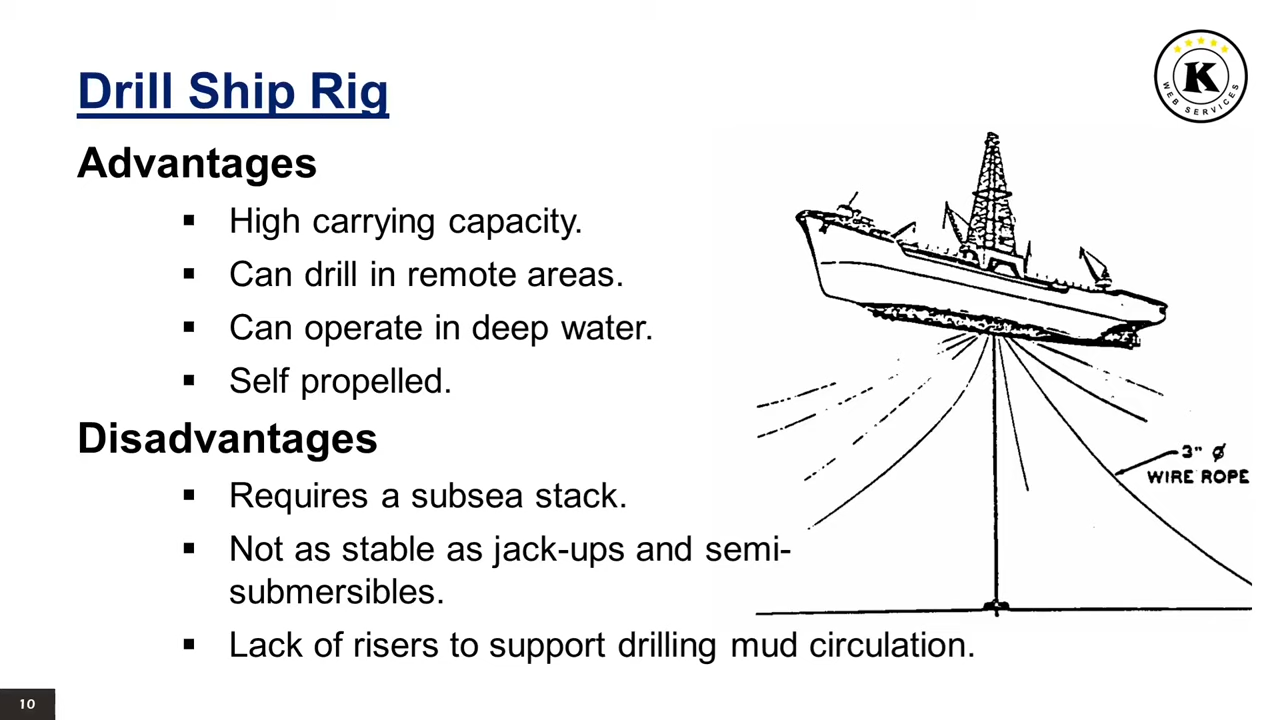 Drill Ship Rig
K
WEB SERVICES
Advantages
▪ High carrying capacity.
▪ Can drill in remote areas.
▪ Can operate in deep water.
▪ Self propelled.
Disadvantages
▪ Requires a subsea stack.
▪ Not as stable as jack-ups and semi-
submersibles.
▪ Lack of risers to support drilling mud circulation.
3" Ø
WIRE ROPE
10